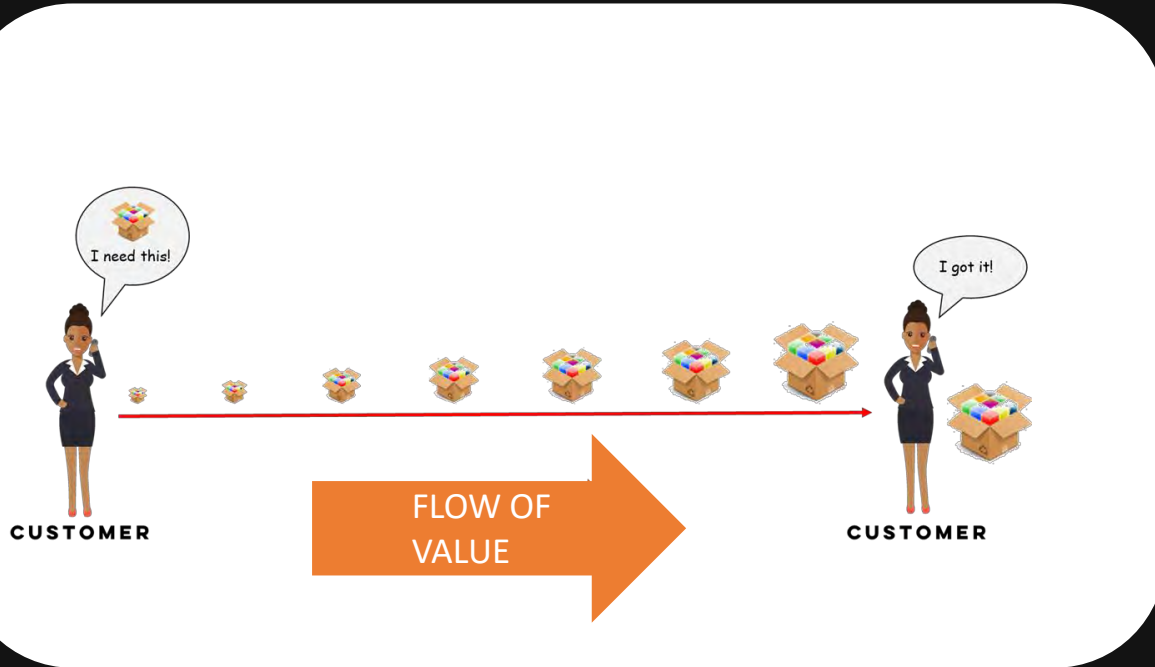 I need this!
I got it!
CUSTOMER
FLOW OF
VALUE
CUSTOMER